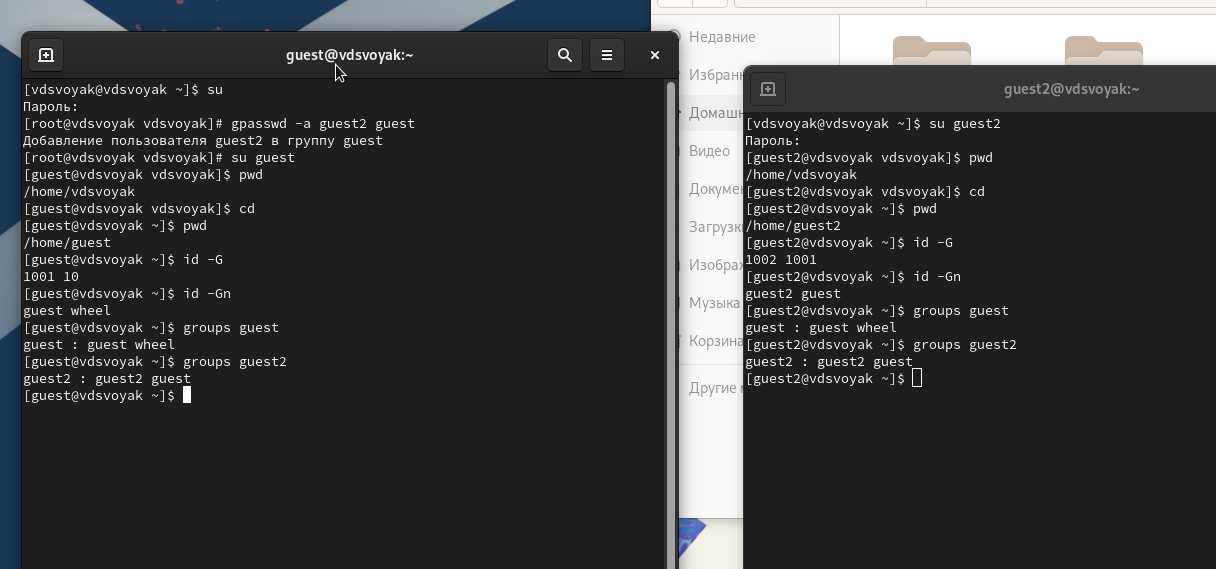 guest@vdsvoyak:~
[vdsvoyak@vdsvoyak ~]$ su
Пароль:
[root@vdsvoyak vdsvoyak]# gpasswd -a guest2 guest
Добавление пользователя guest2 в группу guest
[root@vdsvoyak vdsvoyak]# su guest
[guest@vdsvoyak vdsvoyak]$ pwd
/home/vdsvoyak
[guest@vdsvoyak vdsvoyak]$ cd
[guest@vdsvoyak ~]$ pwd
/home/guest
[guest@vdsvoyak ~]$ id -G
1001 10
[guest@vdsvoyak ~]$ id -Gn
guest wheel
[guest@vdsvoyak ~]$ groups guest
guest : guest wheel
[guest@vdsvoyak ~]$ groups guest2
guest2 : guest2 guest
[guest@vdsvoyak ~]$
Недавние
Видео
Музыка
Корзина
Другие
guest2@vdsvoyak:~
[vdsvoyak@vdsvoyak ~]$ su guest2
Пароль:
[guest2@vdsvoyak vdsvoyak]$ pwd
/home/vdsvoyak
[guest2@vdsvoyak vdsvoyak]$ cd
[guest2@vdsvoyak ~]$ pwd
/home/guest2
[guest2@vdsvoyak ~]$ id -G
1002 1001
[guest2@vdsvoyak ~]$ id -Gn
guest2 guest
[guest2@vdsvoyak ~]$ groups guest
guest : guest wheel
[guest2@vdsvoyak ~]$ groups guest2
guest2 : guest2 guest
[guest2@vdsvoyak ~]$